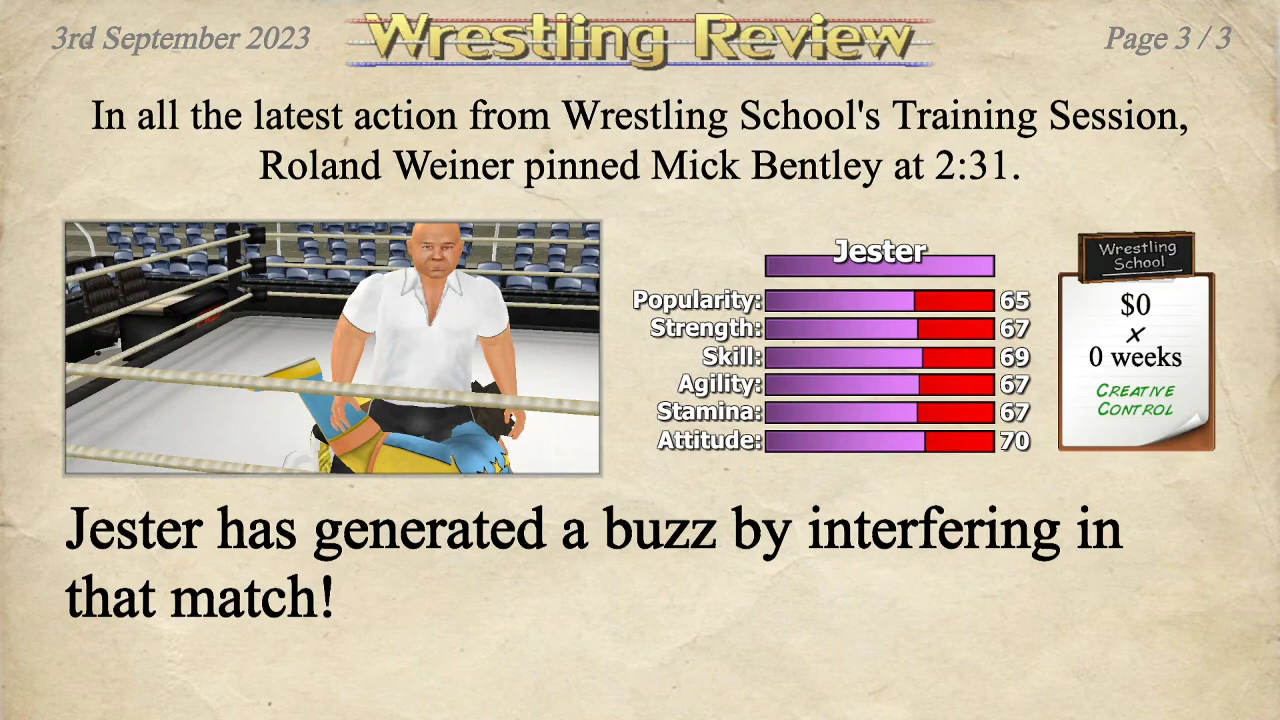 3rd September 2023
Wrestling Review
Page 3 / 3
In all the latest action from Wrestling School's Training Session,
Roland Weiner pinned Mick Bentley at 2:31.
Jester
Popularity: 65
Strength: 67
Skill: 69
Agility: 67
Stamina: 67
Attitude: 70
Wrestling
School
$0
x
0 weeks
CREATIVE
CONTROL
Jester has generated a buzz by interfering in
that match!